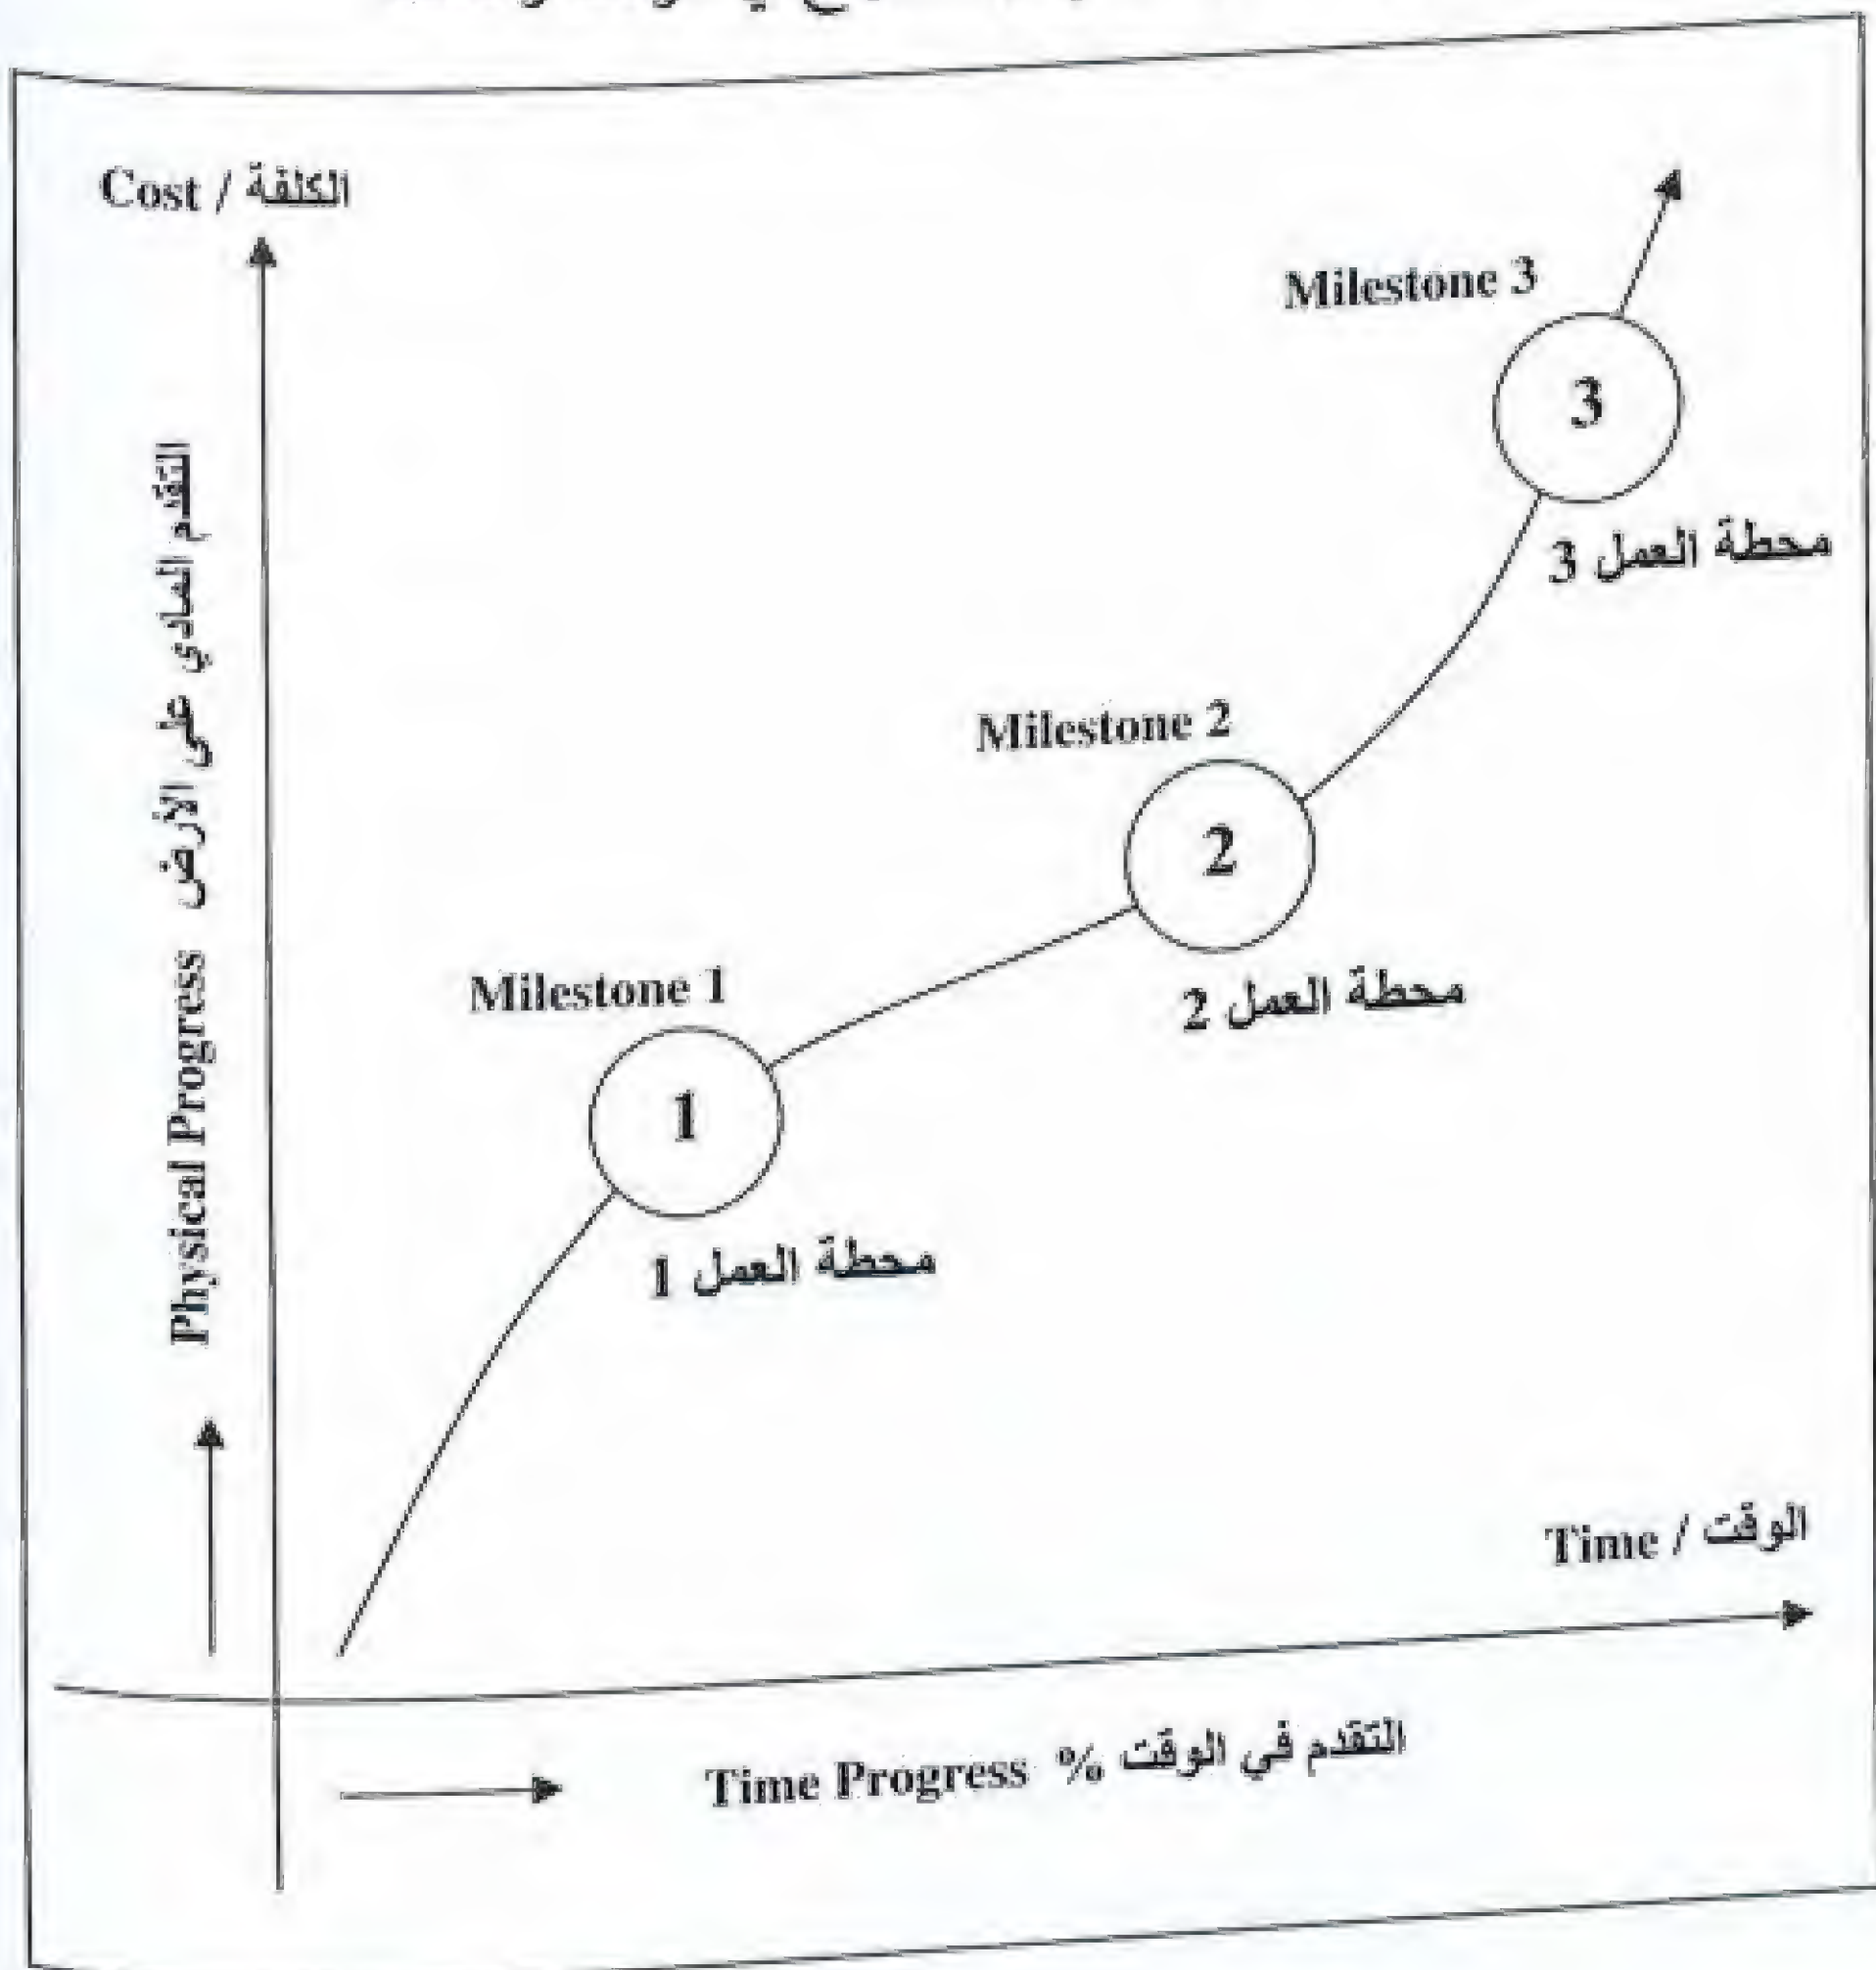 Cost / الكلفة
Milestone 3
3
محطة العمل 3
التقدم المادي على الأرض
Physical Progress
Milestone 2
2
محطة العمل 2
Milestone 1
1
محطة العمل 1
Time / الوقت
Time Progress % التقدم في الوقت